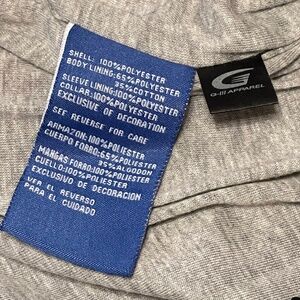 SHELL: 100%POLYESTER
BODY LINING:65%POLYESTER
35%COTTON
SLEEVE LINING:100%POLYESTER
COLLAR:100%POLYESTER
EXCLUSIVE OF DECORATION
SEE REVERSE FOR CARE
ARMAZON:100%POLIESTER
CUERPO FORRO:65%POLIESTER
35%ALGODON
MANGAS FORRO:100%POLIESTER
CUELLO:100%POLIESTER
EXCLUSIVO DE DECORACION
VER EL REVERSO
PARA EL CUIDADO
G-III APPAREL